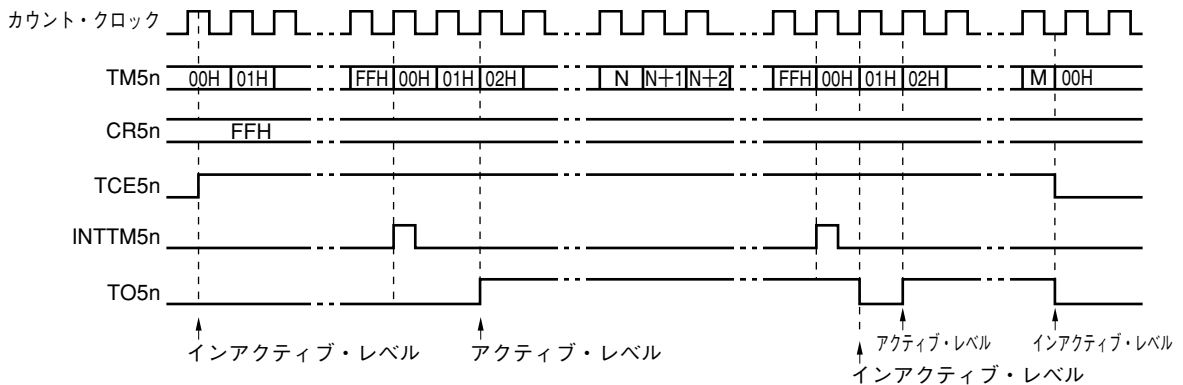 カウント・クロック
TM5n 00H 01H FFH 00H 01H 02H N N+1 N+2 FFH 00H 01H 02H M 00H
CR5n FFH
TCE5n
INTTM5n
TO5n
インアクティブ・レベル アクティブ・レベル アクティブ・レベル インアクティブ・レベル
インアクティブ・レベル